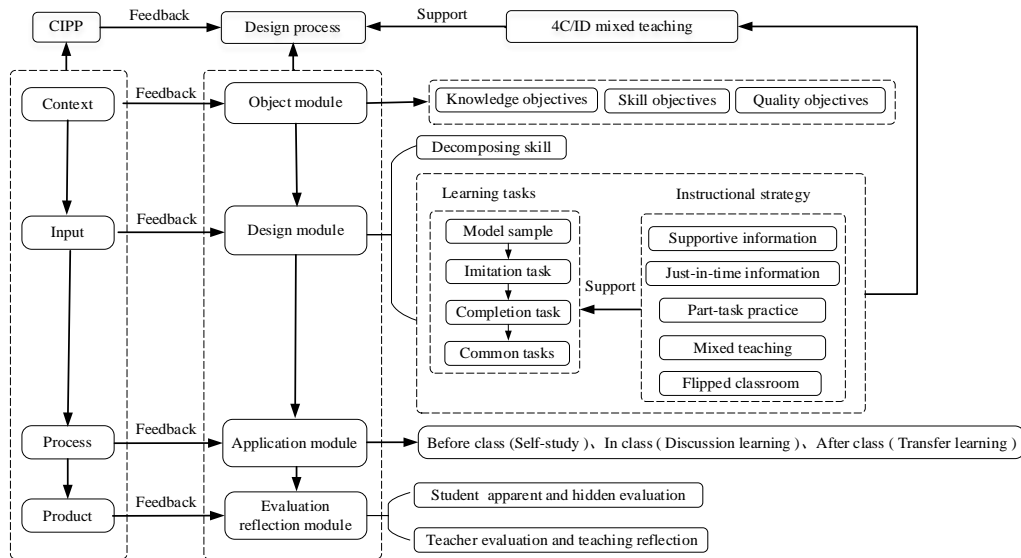 CIPP
Feedback
Design process
Support
4C/ID mixed teaching
Context
Feedback
Object module
Knowledge objectives
Skill objectives
Quality objectives
Decomposing skill
Learning tasks
Instructional strategy
Input
Feedback
Design module
Model sample
Imitation task
Completion task
Common tasks
Support
Supportive information
Just-in-time information
Part-task practice
Mixed teaching
Flipped classroom
Process
Feedback
Application module
Before class (Self-study )、In class ( Discussion learning )、After class ( Transfer learning )
Product
Feedback
Evaluation
reflection module
Student apparent and hidden evaluation
Teacher evaluation and teaching reflection